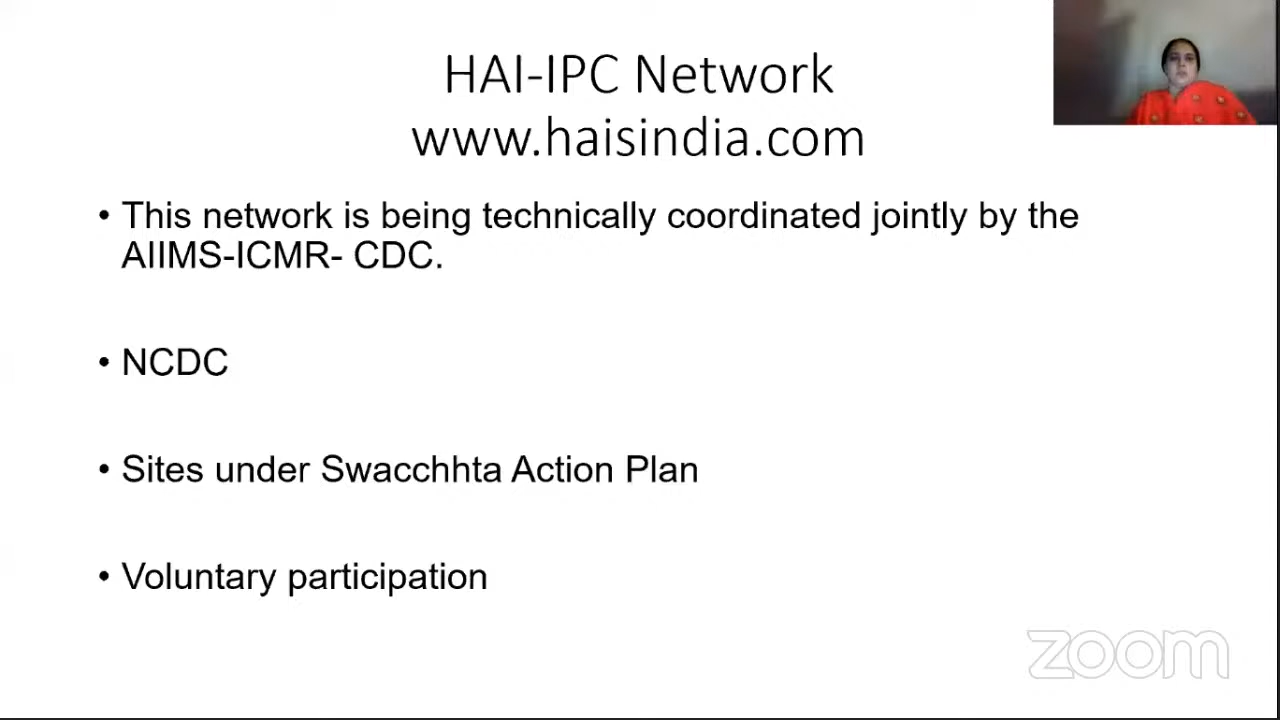 HAI-IPC Network
www.haisindia.com
• This network is being technically coordinated jointly by the
AIIMS-ICMR- CDC.
• NCDC
• Sites under Swacchhta Action Plan
• Voluntary participation
zoom